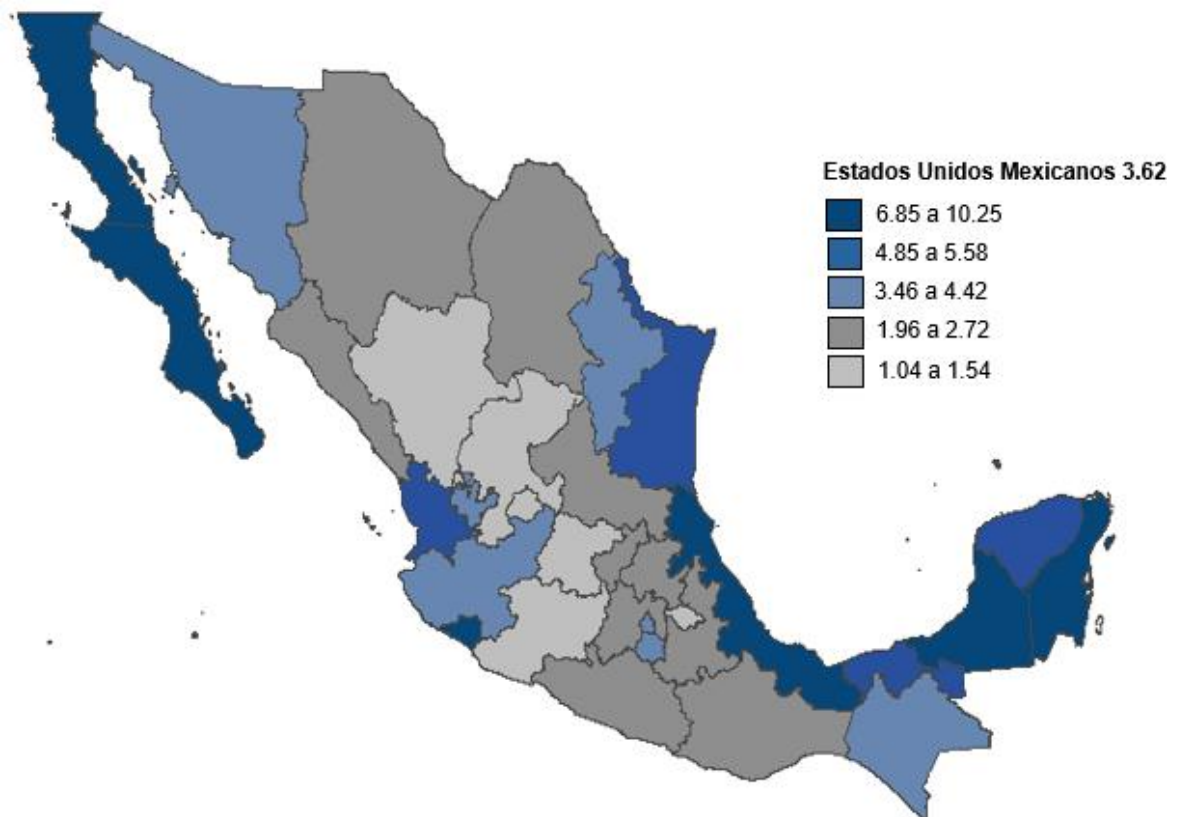 Estados Unidos Mexicanos 3.62
6.85 a 10.25
4.85 a 5.58
3.46 a 4.42
1.96 a 2.72
1.04 a 1.54